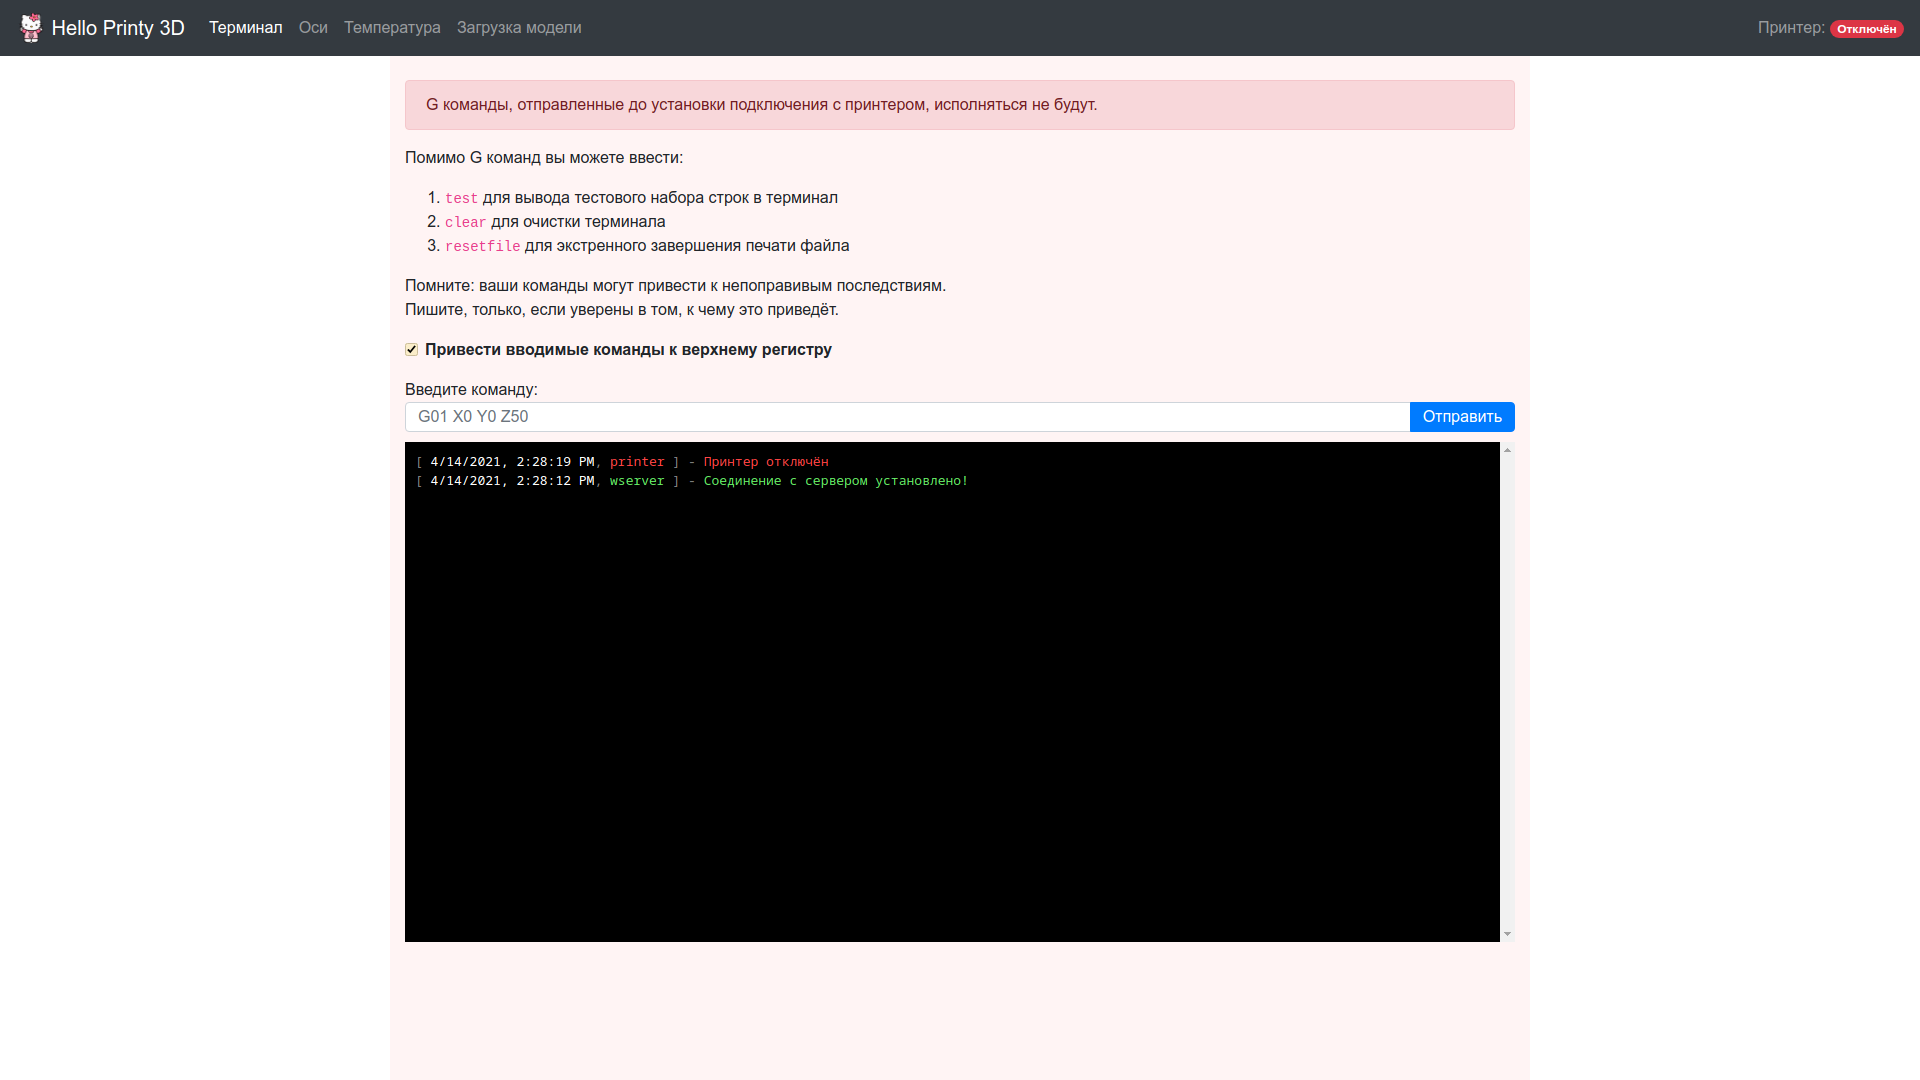 Hello Printy 3D Терминал Оси Температура Загрузка модели Принтер: Отключён
G команды, отправленные до установки подключения с принтером, исполняться не будут.
Помимо G команд вы можете ввести:
1. test для вывода тестового набора строк в терминал
2. clear для очистки терминала
3. resetfile для экстренного завершения печати файла
Помните: ваши команды могут привести к непоправимым последствиям.
Пишите, только, если уверены в том, к чему это приведёт.
Привести вводимые команды к верхнему регистру
Введите команду:
G01 X0 Y0 Z50 Отправить
[ 4/14/2021, 2:28:19 PM, printer ] - Принтер отключён
[ 4/14/2021, 2:28:12 PM, wserver ] - Соединение с сервером установлено!